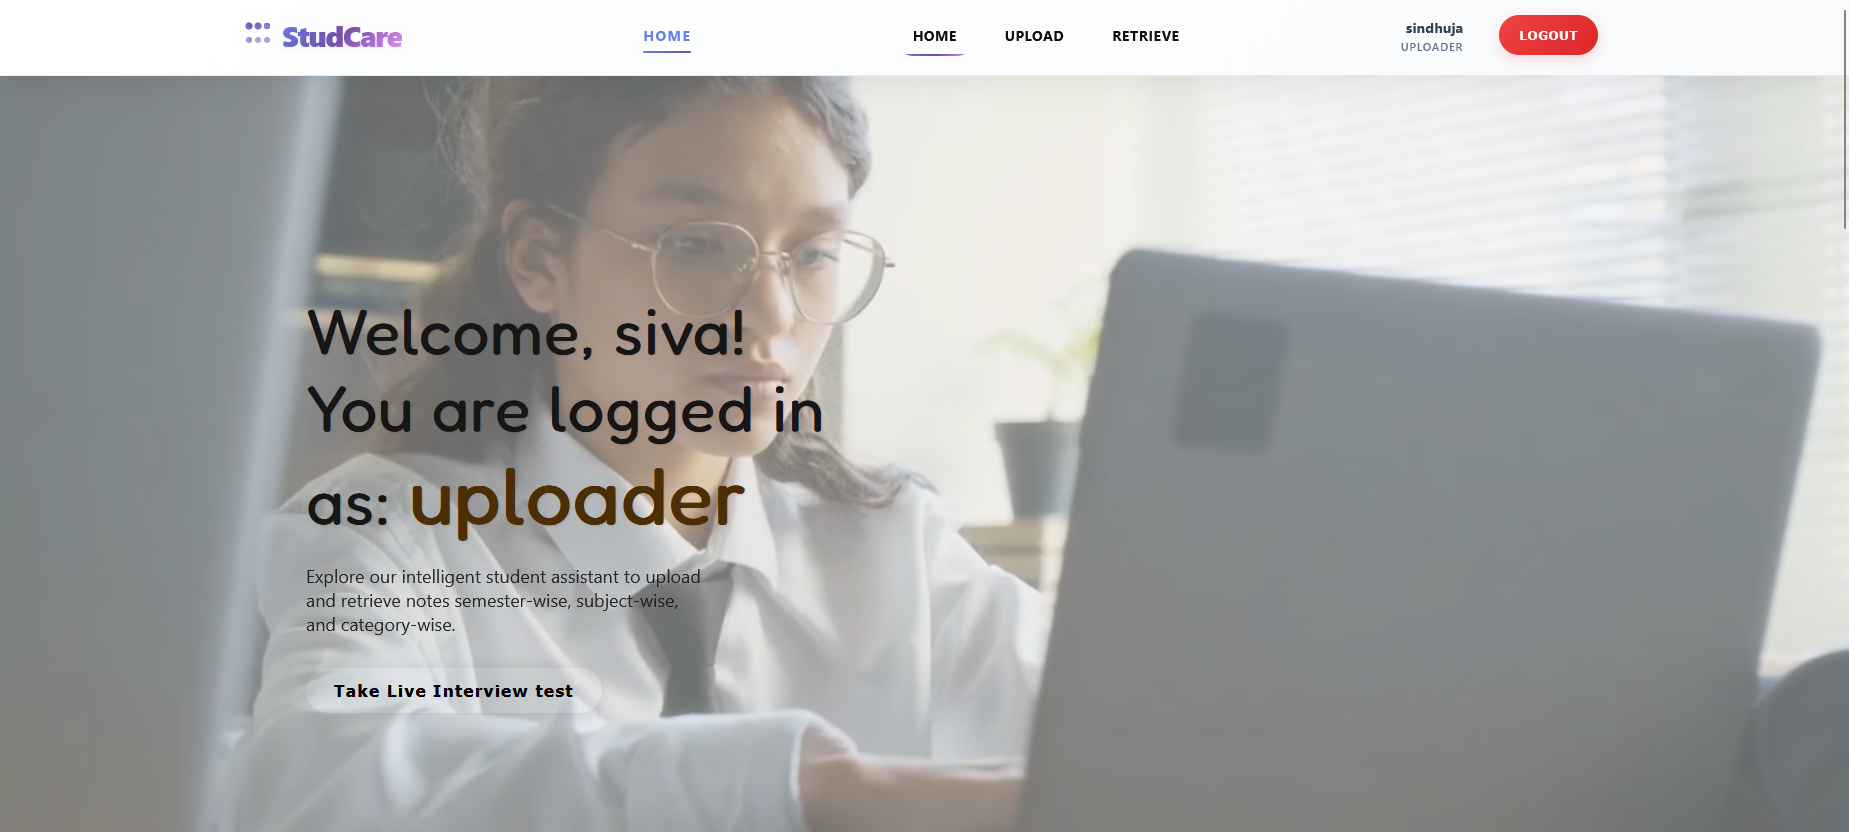 StudCare
HOME
HOME
UPLOAD
RETRIEVE
sindhuja
UPLOADER
LOGOUT
Welcome, siva!
You are logged in
as: uploader
Explore our intelligent student assistant to upload
and retrieve notes semester-wise, subject-wise,
and category-wise.
Take Live Interview test